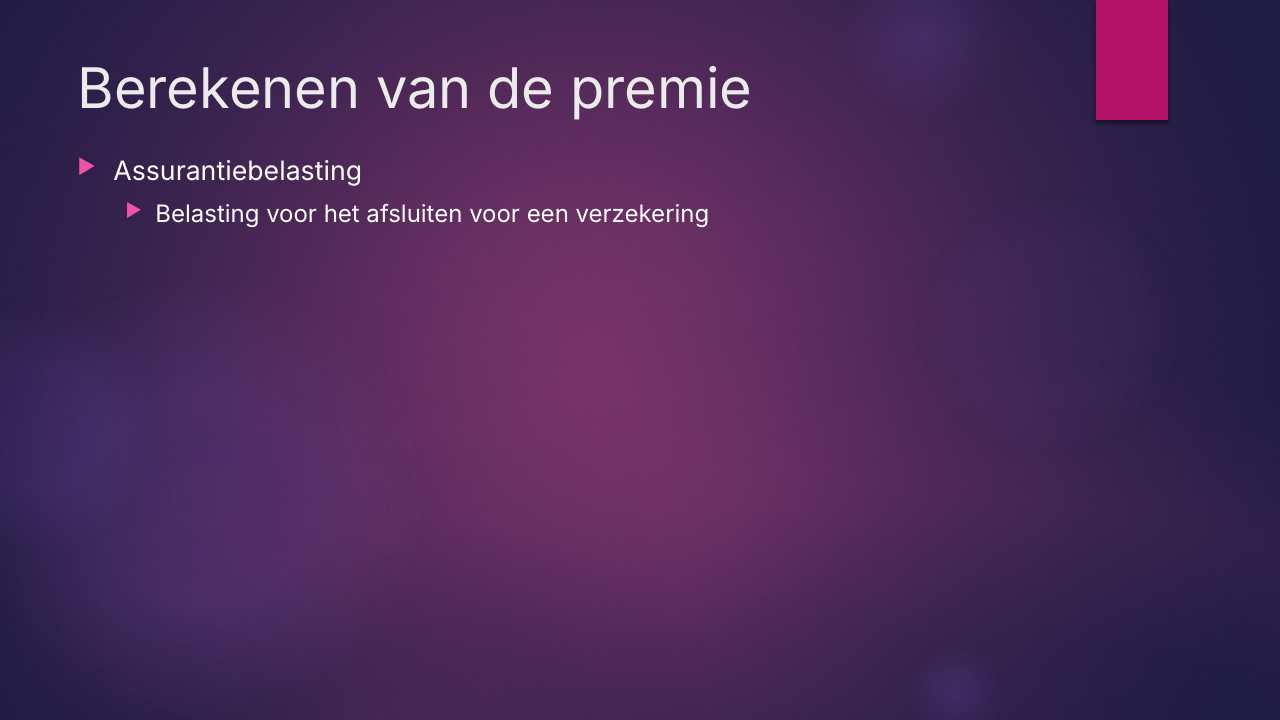 Berekenen van de premie
Assurantiebelasting
Belasting voor het afsluiten voor een verzekering